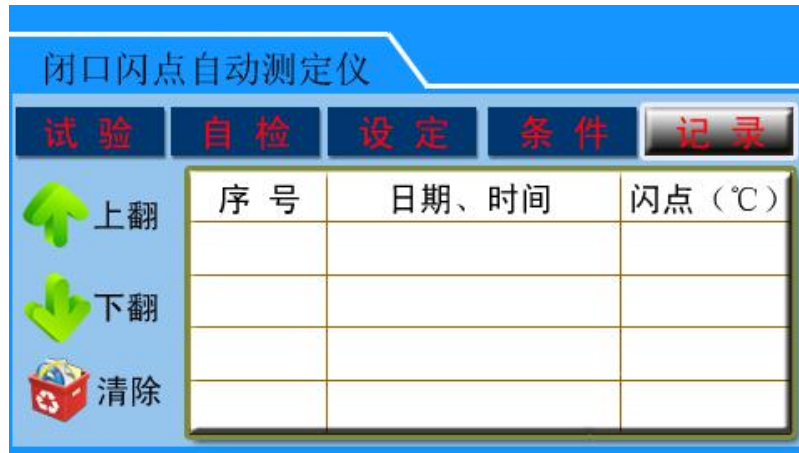 闭口闪点自动测定仪
试 验 自 检 设 定 条 件 记 录
序 号 日期、时间 闪点（℃）
上翻
下翻
清除